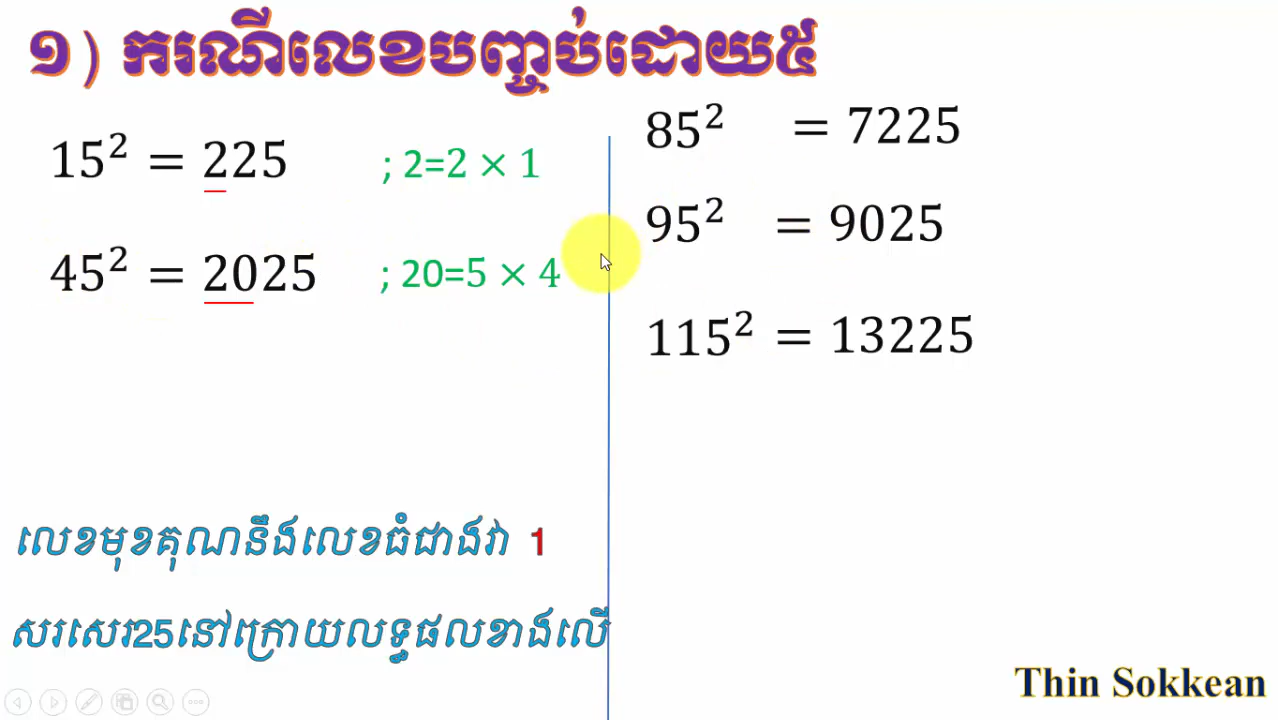 ១) ករណីលេខបញ្ចប់ដោយ៥
15² = 225 ; 2=2 × 1
45² = 2025 ; 20=5 × 4
លេខមុខគុណនឹងលេខធំជាងវា 1
សរសេរ25នៅក្រោយលទ្ធផលខាងលើ
85² = 7225
95² = 9025
115² = 13225
Thin Sokkean